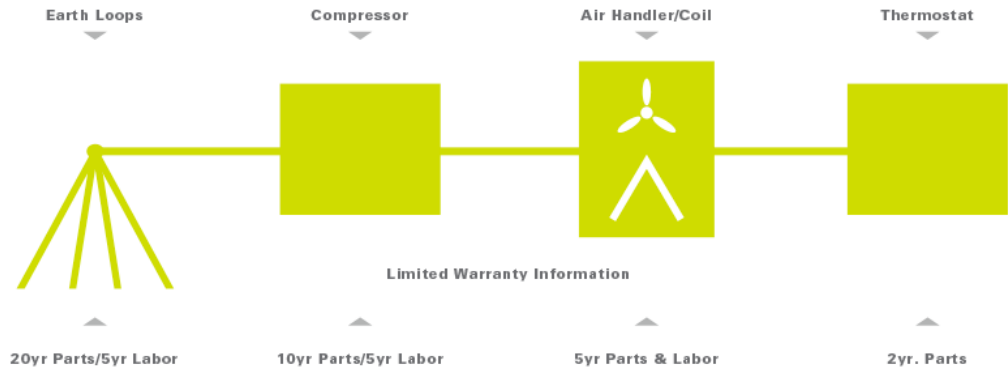 Earth Loops
Compressor
Air Handler/Coil
Thermostat
Limited Warranty Information
20yr Parts/5yr Labor
10yr Parts/5yr Labor
5yr Parts & Labor
2yr. Parts